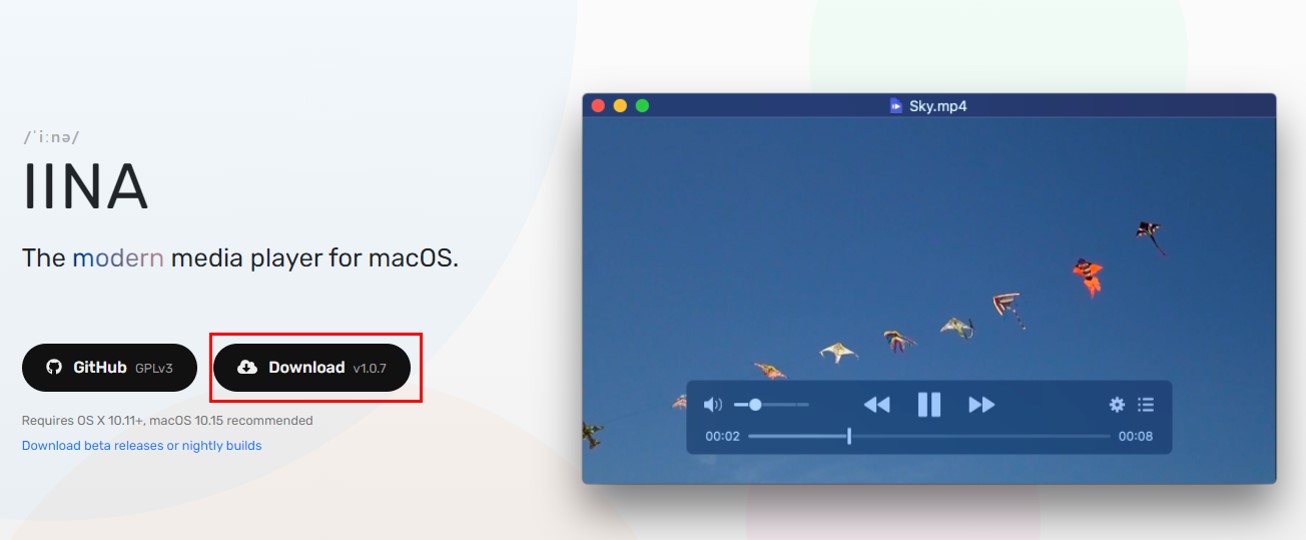 /ˈiːnə/
IINA
The modern media player for macOS.
GitHub GPLv3
Download v1.0.7
Requires OS X 10.11+, macOS 10.15 recommended
Download beta releases or nightly builds
Sky.mp4
00:02
00:08